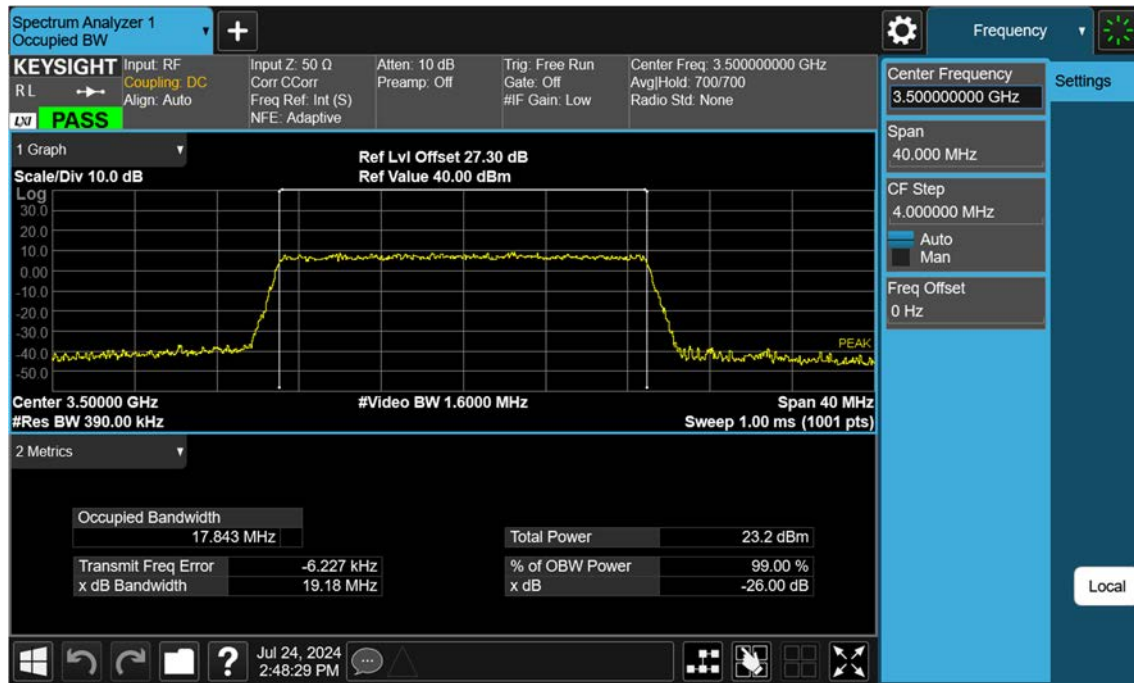 Spectrum Analyzer 1
Occupied BW
+
Frequency
KEYSIGHT
R L
LXI PASS
Input: RF
Coupling: DC
Align: Auto
Input Z: 50 Ω
Corr CCorr
Freq Ref: Int (S)
NFE: Adaptive
Atten: 10 dB
Preamp: Off
Trig: Free Run
Gate: Off
#IF Gain: Low
Center Freq: 3.500000000 GHz
Avg|Hold: 700/700
Radio Std: None
Center Frequency
3.500000000 GHz
Settings
Span
40.000 MHz
CF Step
4.000000 MHz
Auto
Man
Freq Offset
0 Hz
1 Graph
Scale/Div 10.0 dB
Ref Lvl Offset 27.30 dB
Ref Value 40.00 dBm
Log
30.0
20.0
10.0
0.00
-10.0
-20.0
-30.0
-40.0
-50.0
PEAK
Center 3.50000 GHz
#Video BW 1.6000 MHz
Span 40 MHz
#Res BW 390.00 kHz
Sweep 1.00 ms (1001 pts)
2 Metrics
Occupied Bandwidth
17.843 MHz
Total Power 23.2 dBm
Transmit Freq Error -6.227 kHz
% of OBW Power 99.00 %
x dB Bandwidth 19.18 MHz
x dB -26.00 dB
Local
?
Jul 24, 2024
2:48:29 PM